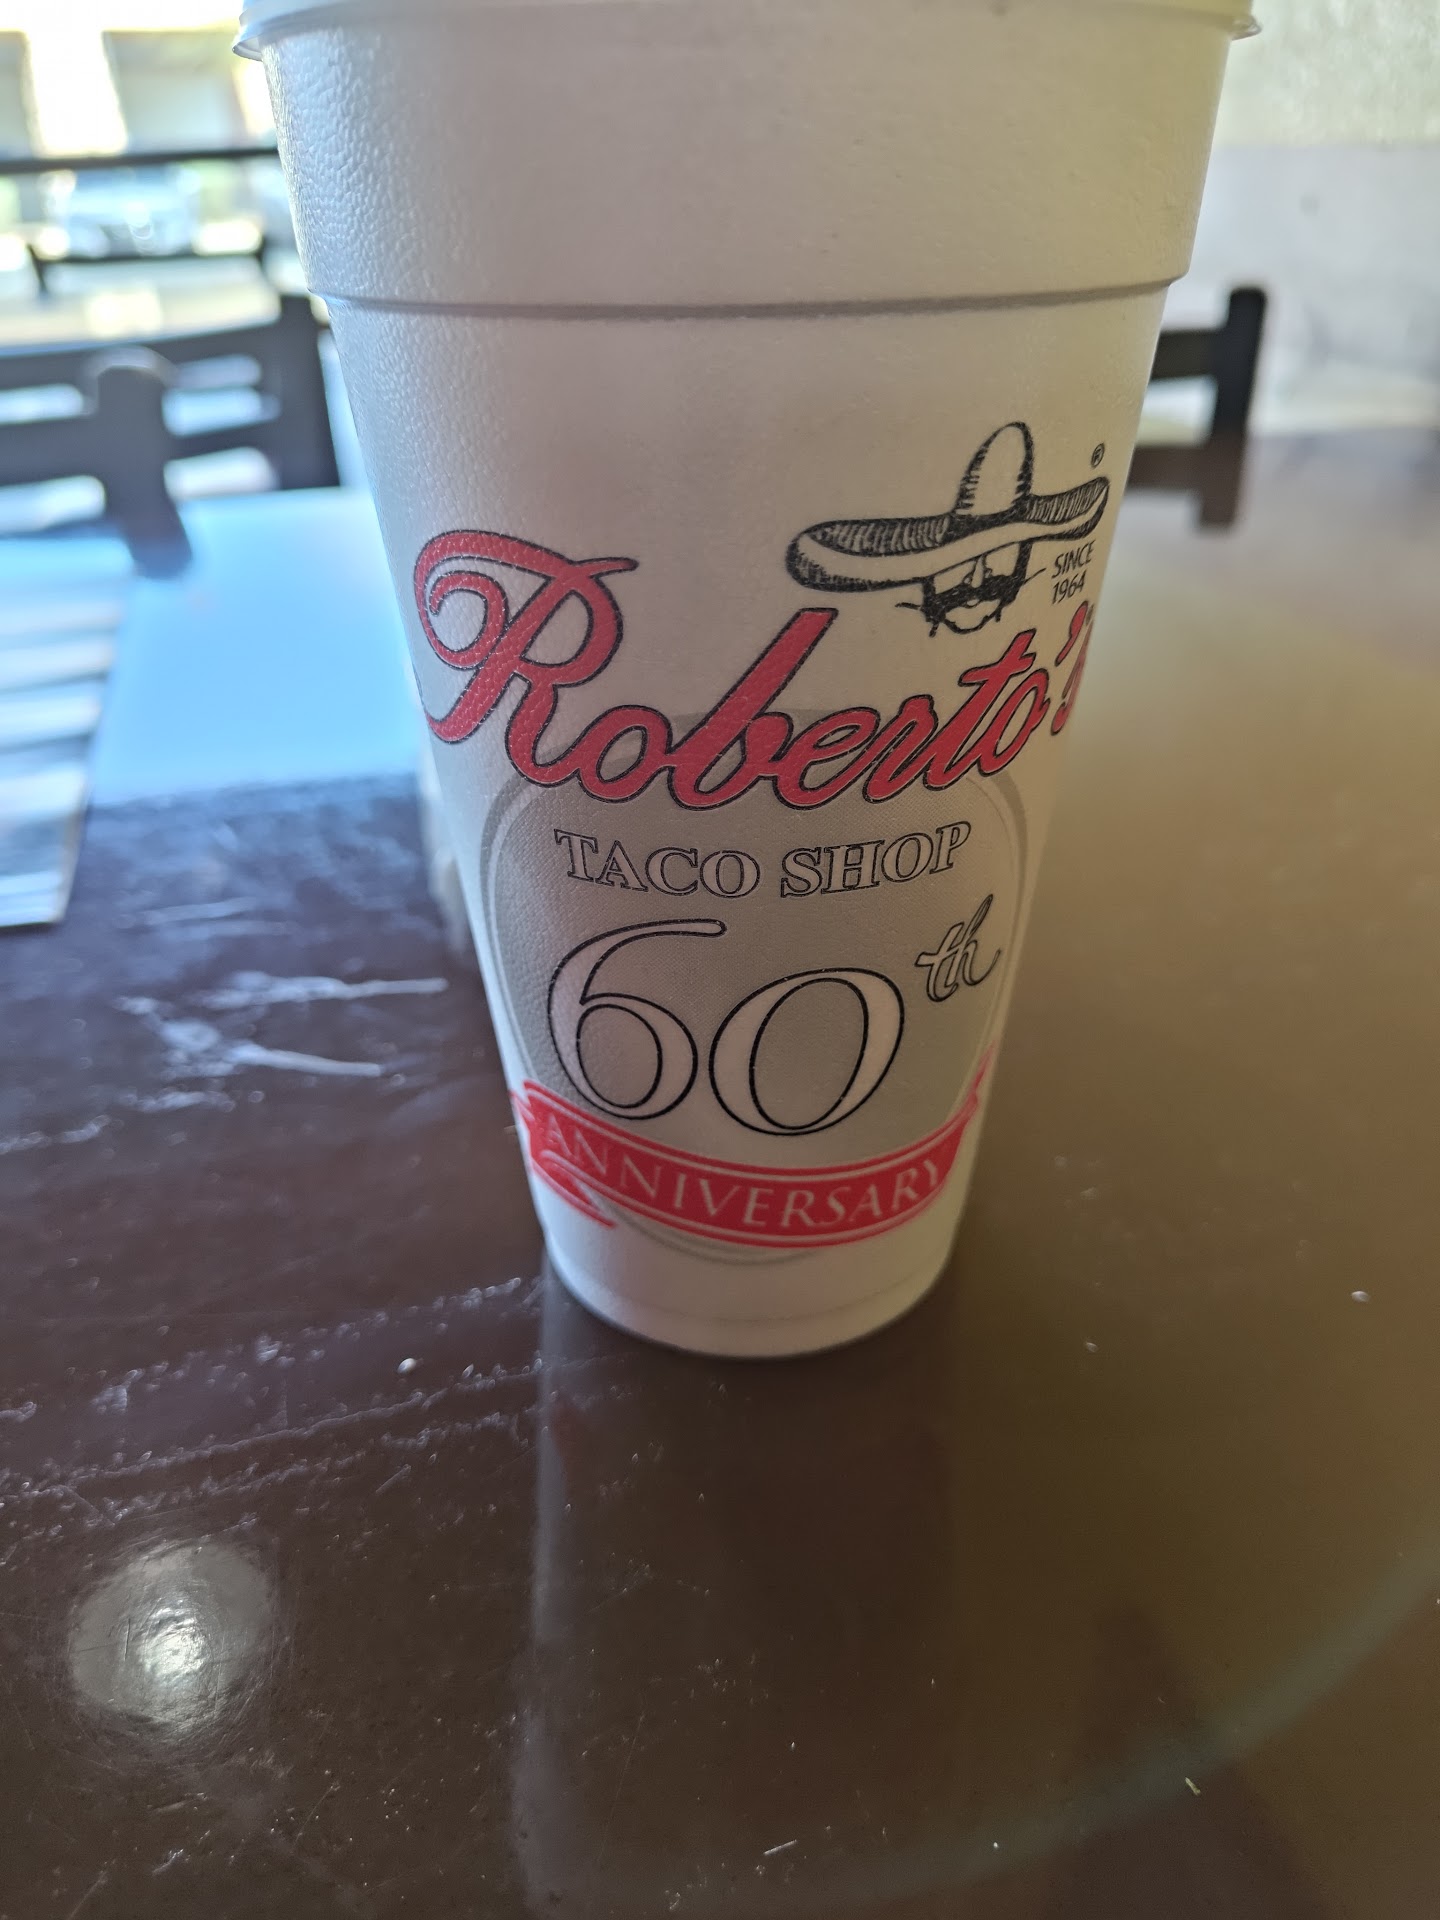 ®
SINCE
1964
Roberto's
TACO SHOP
60th
ANNIVERSARY